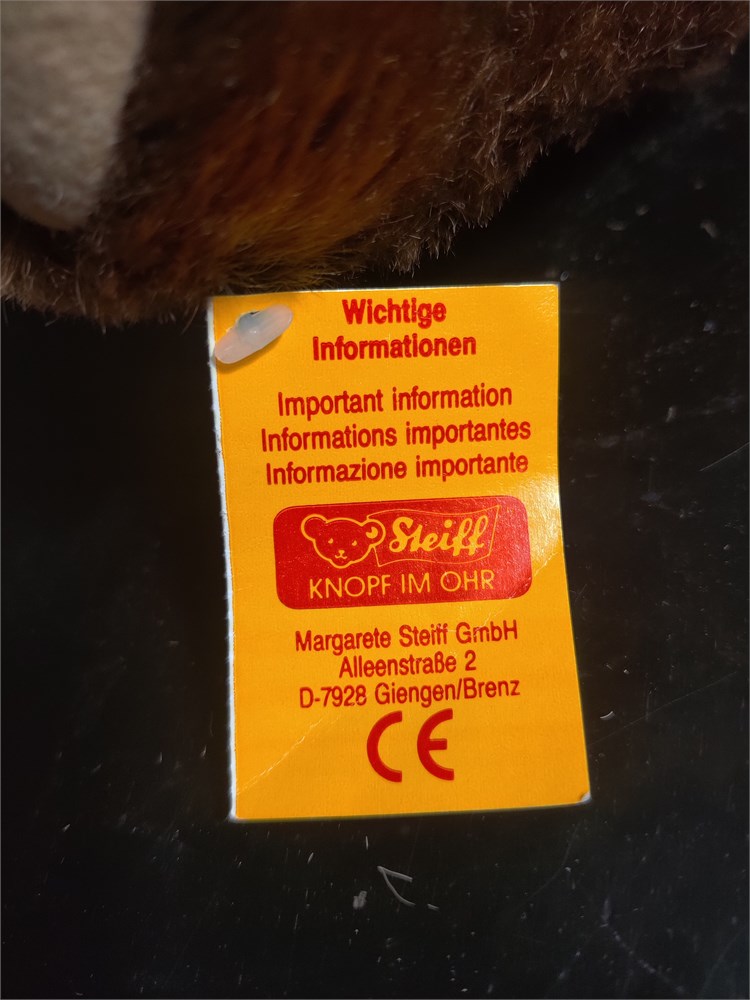 Wichtige
Informationen
Important information
Informations importantes
Informazione importante
Steiff
KNOPF IM OHR
Margarete Steiff GmbH
Alleenstraße 2
D-7928 Giengen/Brenz
CE